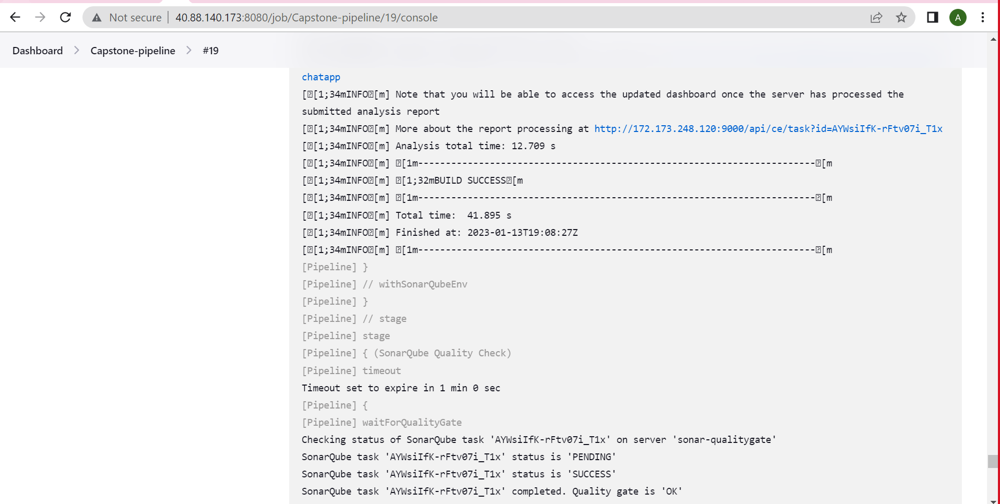 Not secure | 40.88.140.173:8080/job/Capstone-pipeline/19/console
A
Dashboard > Capstone-pipeline > #19
chatapp
[�[1;34mINFO�[m] Note that you will be able to access the updated dashboard once the server has processed the
submitted analysis report
[�[1;34mINFO�[m] More about the report processing at http://172.173.248.120:9000/api/ce/task?id=AYWsiIfK-rFtv07i_T1x
[�[1;34mINFO�[m] Analysis total time: 12.709 s
[�[1;34mINFO�[m] �[1m------------------------------------------------------------------------�[m
[�[1;34mINFO�[m] �[1;32mBUILD SUCCESS�[m
[�[1;34mINFO�[m] �[1m------------------------------------------------------------------------�[m
[�[1;34mINFO�[m] Total time:  41.895 s
[�[1;34mINFO�[m] Finished at: 2023-01-13T19:08:27Z
[�[1;34mINFO�[m] �[1m------------------------------------------------------------------------�[m
[Pipeline] }
[Pipeline] // withSonarQubeEnv
[Pipeline] }
[Pipeline] // stage
[Pipeline] stage
[Pipeline] { (SonarQube Quality Check)
[Pipeline] timeout
Timeout set to expire in 1 min 0 sec
[Pipeline] {
[Pipeline] waitForQualityGate
Checking status of SonarQube task 'AYWsiIfK-rFtv07i_T1x' on server 'sonar-qualitygate'
SonarQube task 'AYWsiIfK-rFtv07i_T1x' status is 'PENDING'
SonarQube task 'AYWsiIfK-rFtv07i_T1x' status is 'SUCCESS'
SonarQube task 'AYWsiIfK-rFtv07i_T1x' completed. Quality gate is 'OK'